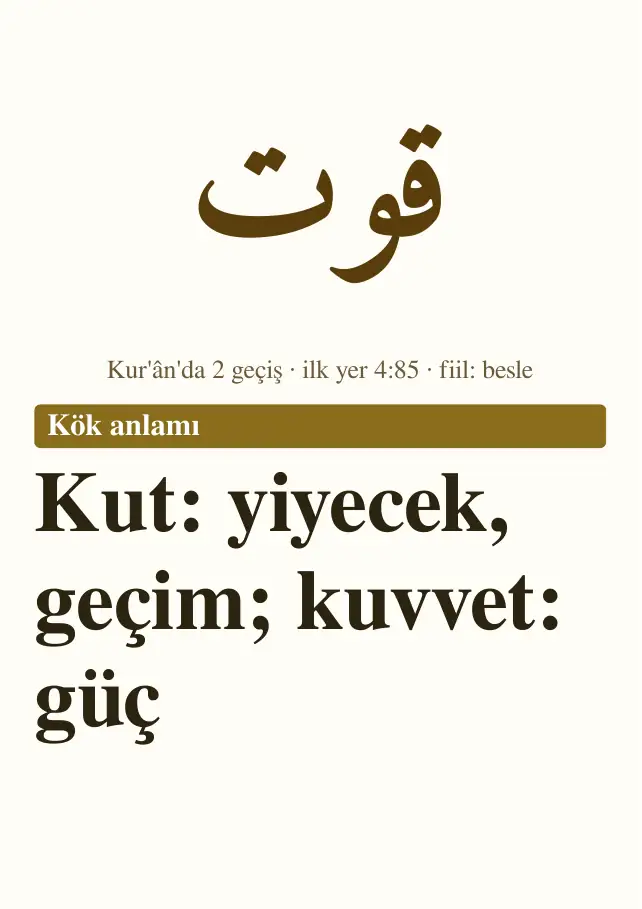 قوت
Kur'ân'da 2 geçiş · ilk yer 4:85 · fiil: besle
Kök anlamı
Kut: yiyecek,
geçim; kuvvet:
güç